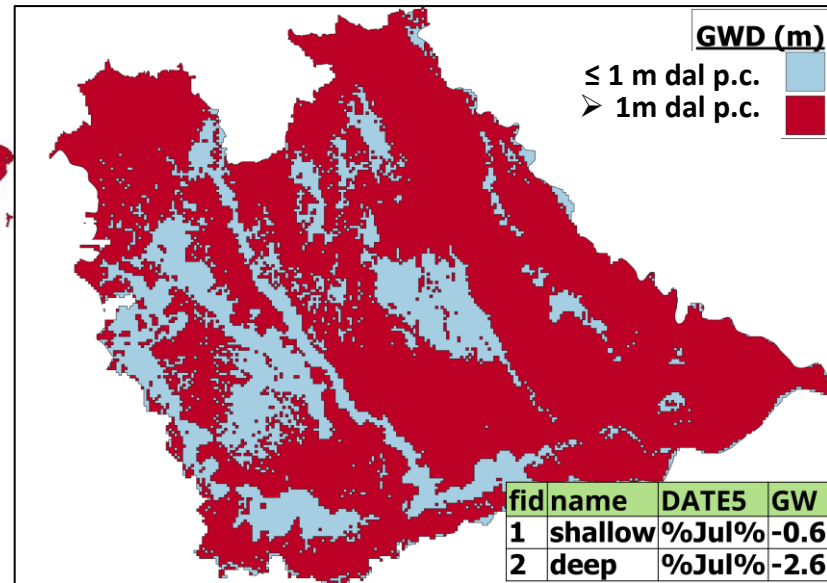 GWD (m)
≤ 1 m dal p.c.
➢ 1m dal p.c.
fid name DATE5 GW
1 shallow %Jul% -0.6
2 deep %Jul% -2.6